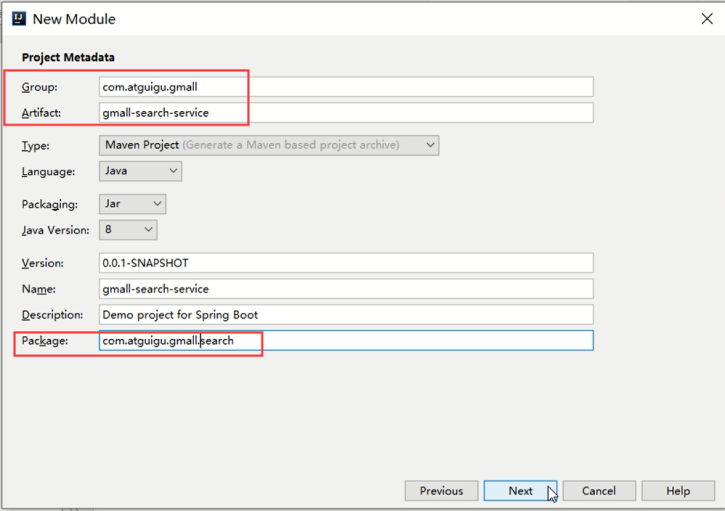 New Module
Project Metadata
Group: com.atguigu.gmall
Artifact: gmall-search-service
Type: Maven Project (Generate a Maven based project archive)
Language: Java
Packaging: Jar
Java Version: 8
Version: 0.0.1-SNAPSHOT
Name: gmall-search-service
Description: Demo project for Spring Boot
Package: com.atguigu.gmall.search
Previous Next Cancel Help